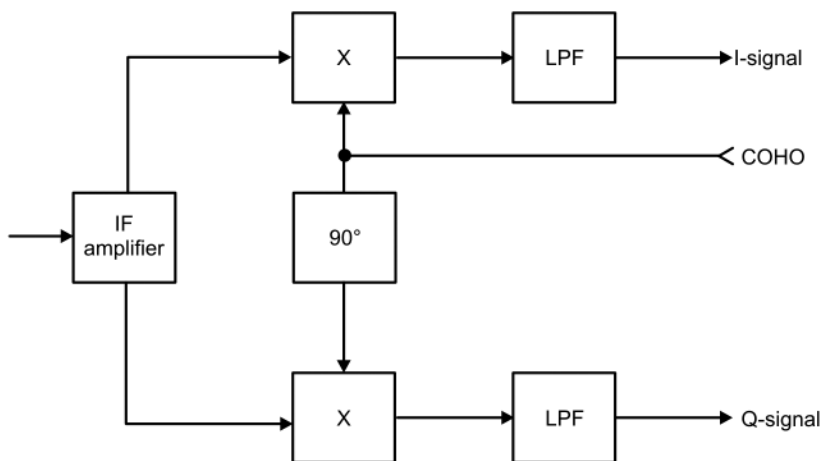 X
LPF
I-signal
COHO
IF
amplifier
90°
X
LPF
Q-signal